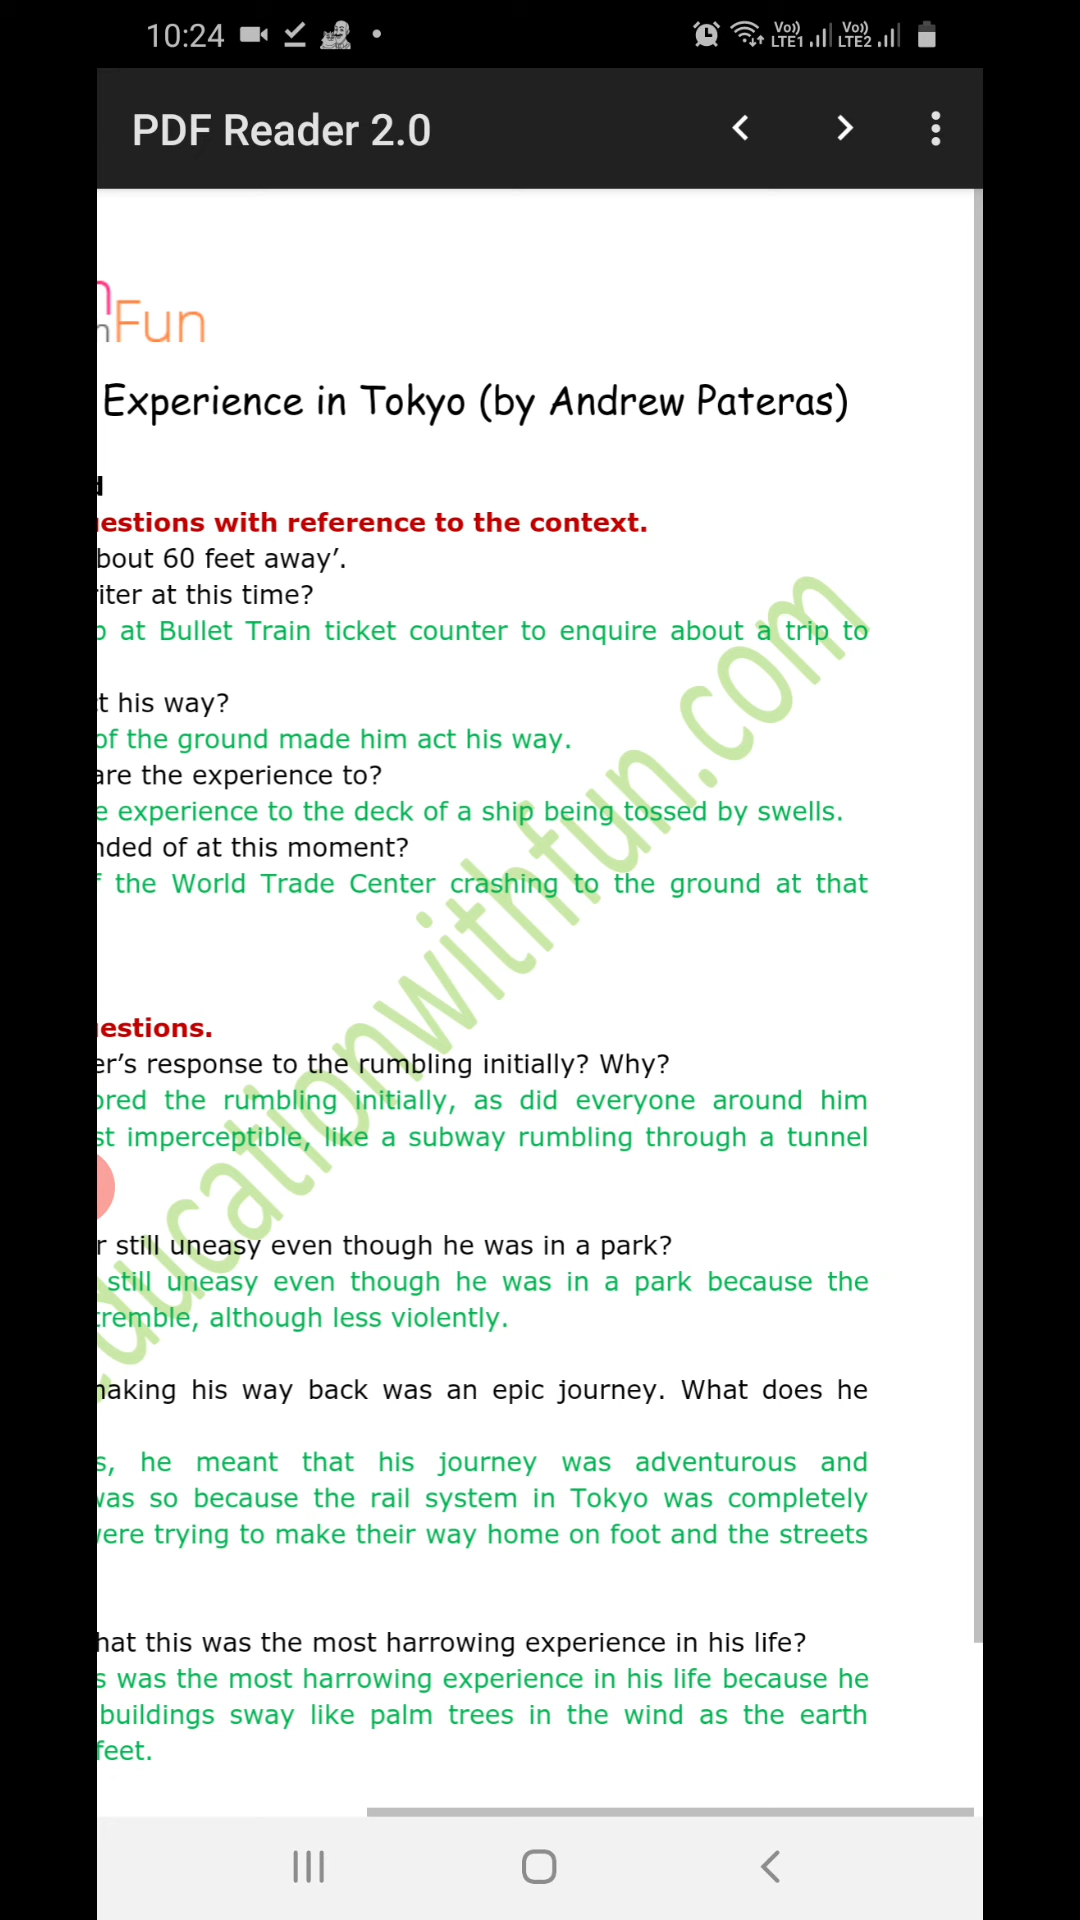 10:24
Vo)) LTE1 Vo)) LTE2
PDF Reader 2.0
n
nFun
Experience in Tokyo (by Andrew Pateras)
d
estions with reference to the context.
bout 60 feet away’.
iter at this time?
p at Bullet Train ticket counter to enquire about a trip to
t his way?
of the ground made him act his way.
are the experience to?
e experience to the deck of a ship being tossed by swells.
nded of at this moment?
f the World Trade Center crashing to the ground at that
estions.
er’s response to the rumbling initially? Why?
ored the rumbling initially, as did everyone around him
st imperceptible, like a subway rumbling through a tunnel
r still uneasy even though he was in a park?
still uneasy even though he was in a park because the
tremble, although less violently.
making his way back was an epic journey. What does he
s, he meant that his journey was adventurous and
was so because the rail system in Tokyo was completely
were trying to make their way home on foot and the streets
hat this was the most harrowing experience in his life?
s was the most harrowing experience in his life because he
buildings sway like palm trees in the wind as the earth
feet.
educationwithfun.com